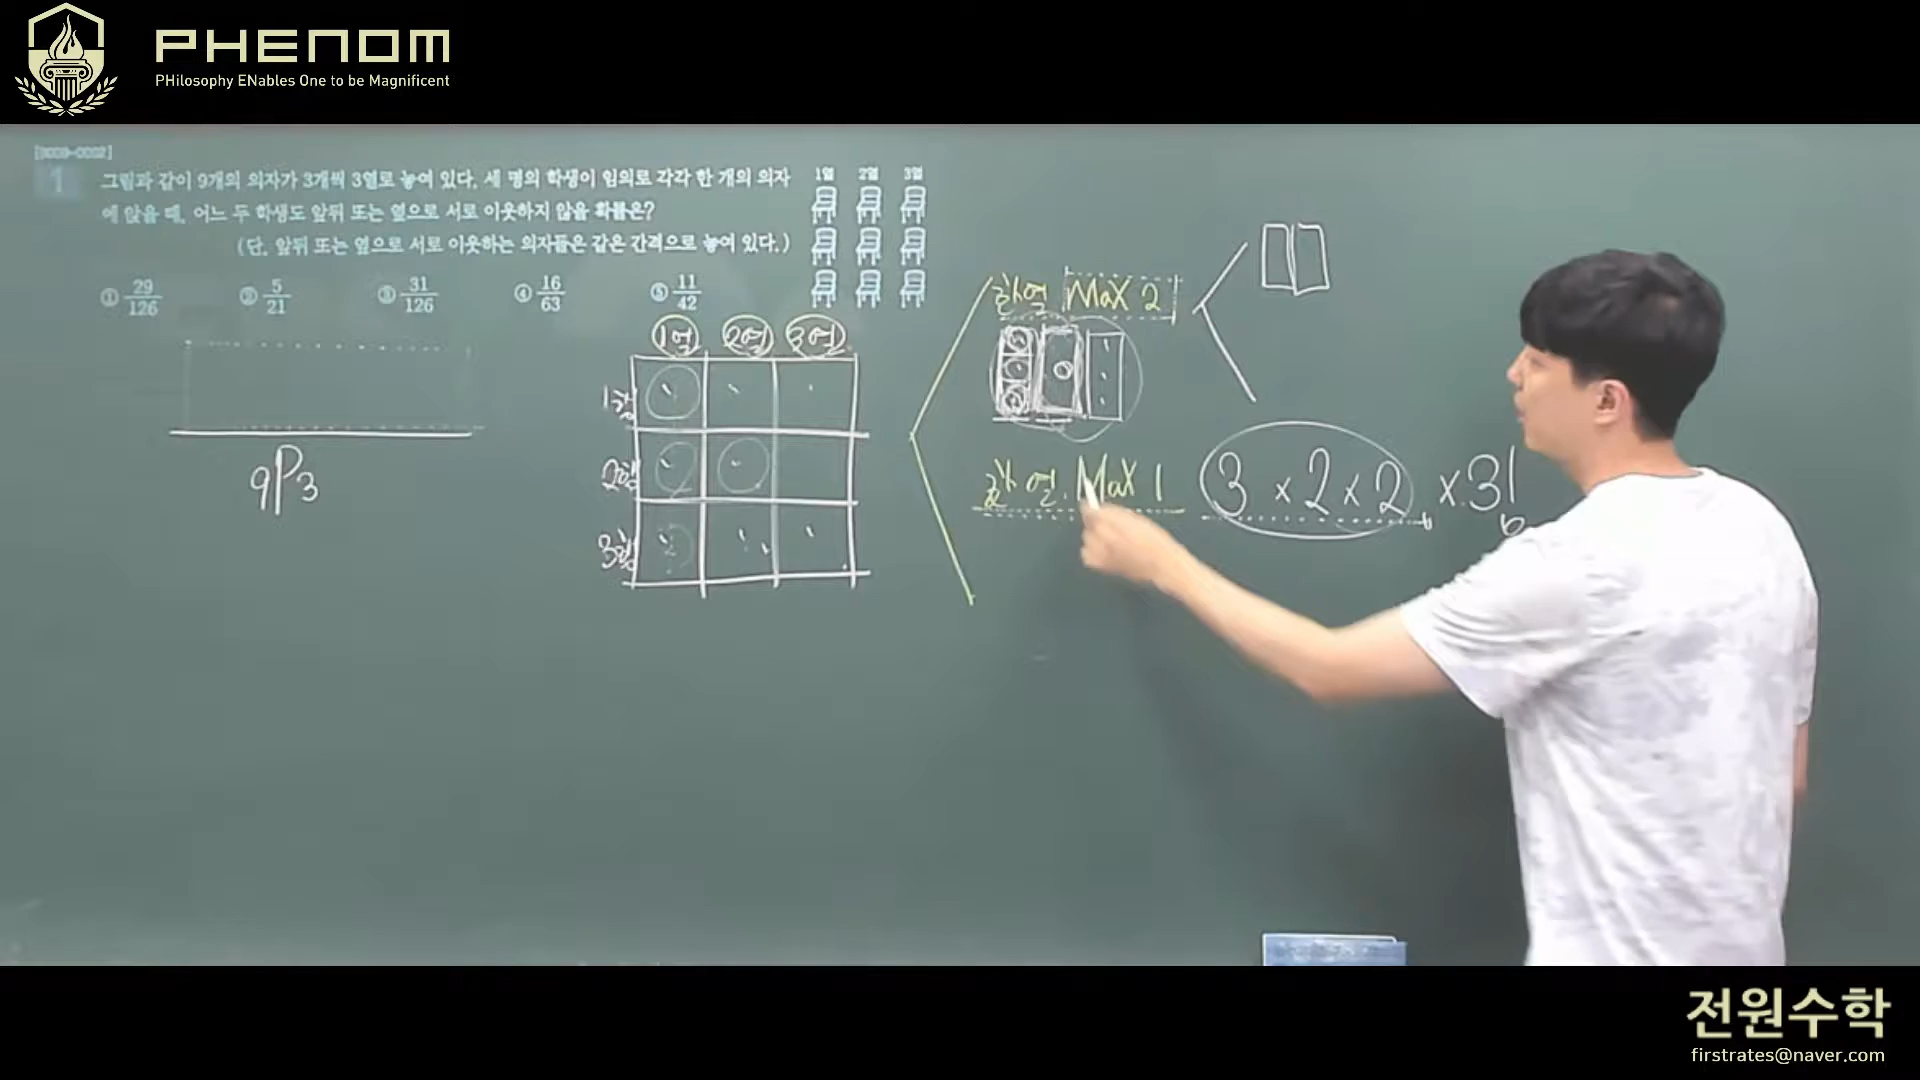 PHENOM
PHilosophy ENables One to be Magnificent
1
그림과 같이 9개의 의자가 3개씩 3열로 놓여 있다. 세 명의 학생이 임의로 각각 한 개의 의자
에 앉을 때, 어느 두 학생도 앞뒤 또는 옆으로 서로 이웃하지 않을 확률은?
(단, 앞뒤 또는 옆으로 서로 이웃하는 의자들은 같은 간격으로 놓여 있다.)
1열 2열 3열
① 29/126 ② 5/21 ③ 31/126 ④ 16/63 ⑤ 11/42
9P3
1열 2열 3열
1행
2행
3행
한열 MaX 2
한열. MaX 1 3 × 2 × 2 × 3!
6
전원수학
firstrates@naver.com